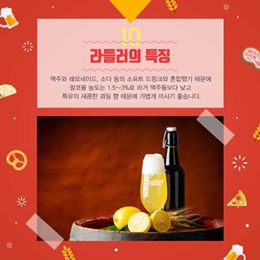 10
라들러의 특징
맥주와 레모네이드, 소다 등의 소프트 드링크와 혼합했기 때문에
알코올 농도는 1.5~3%로 라거 맥주들보다 낮고
특유의 새콤한 과일 향 때문에 가볍게 마시기 좋습니다.